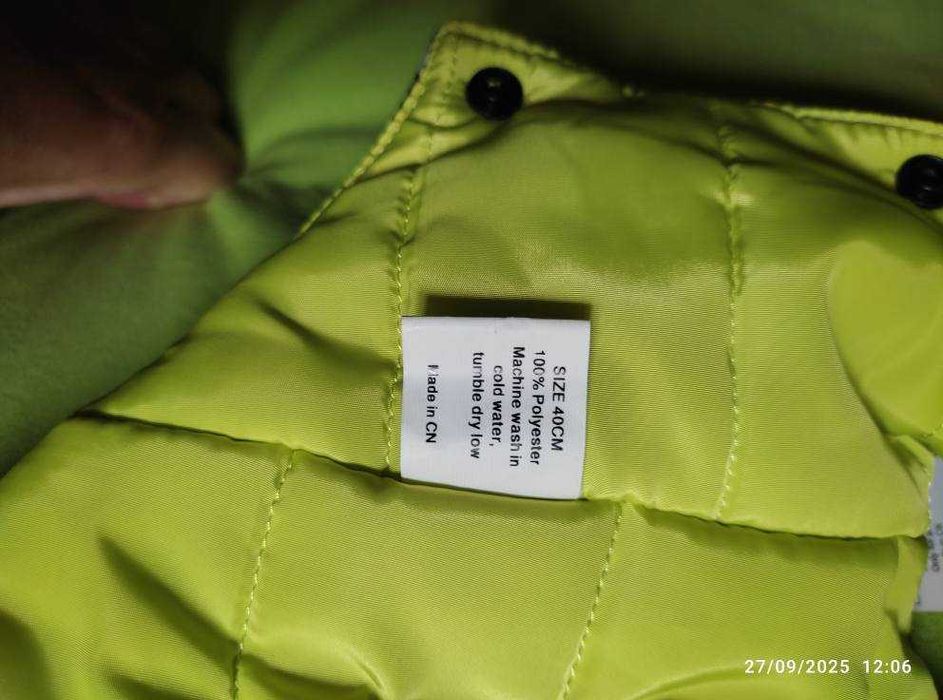 SIZE 40CM
100% Polyester
Machine wash in
cold water,
tumble dry low
Made in CN
27/09/2025 12:06